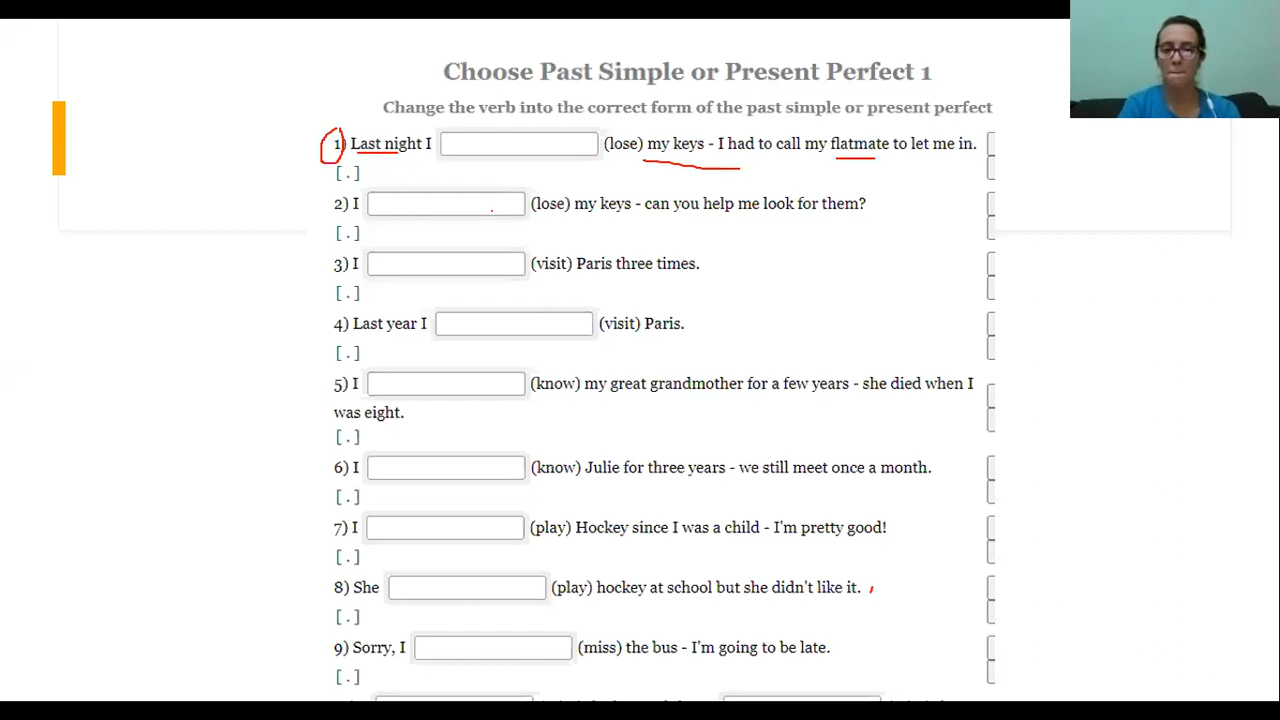 Choose Past Simple or Present Perfect 1
Change the verb into the correct form of the past simple or present perfect
1) Last night I (lose) my keys - I had to call my flatmate to let me in.
[ . ]
2) I (lose) my keys - can you help me look for them?
[ . ]
3) I (visit) Paris three times.
[ . ]
4) Last year I (visit) Paris.
[ . ]
5) I (know) my great grandmother for a few years - she died when I
was eight.
[ . ]
6) I (know) Julie for three years - we still meet once a month.
[ . ]
7) I (play) Hockey since I was a child - I'm pretty good!
[ . ]
8) She (play) hockey at school but she didn't like it.
[ . ]
9) Sorry, I (miss) the bus - I'm going to be late.
[ . ]